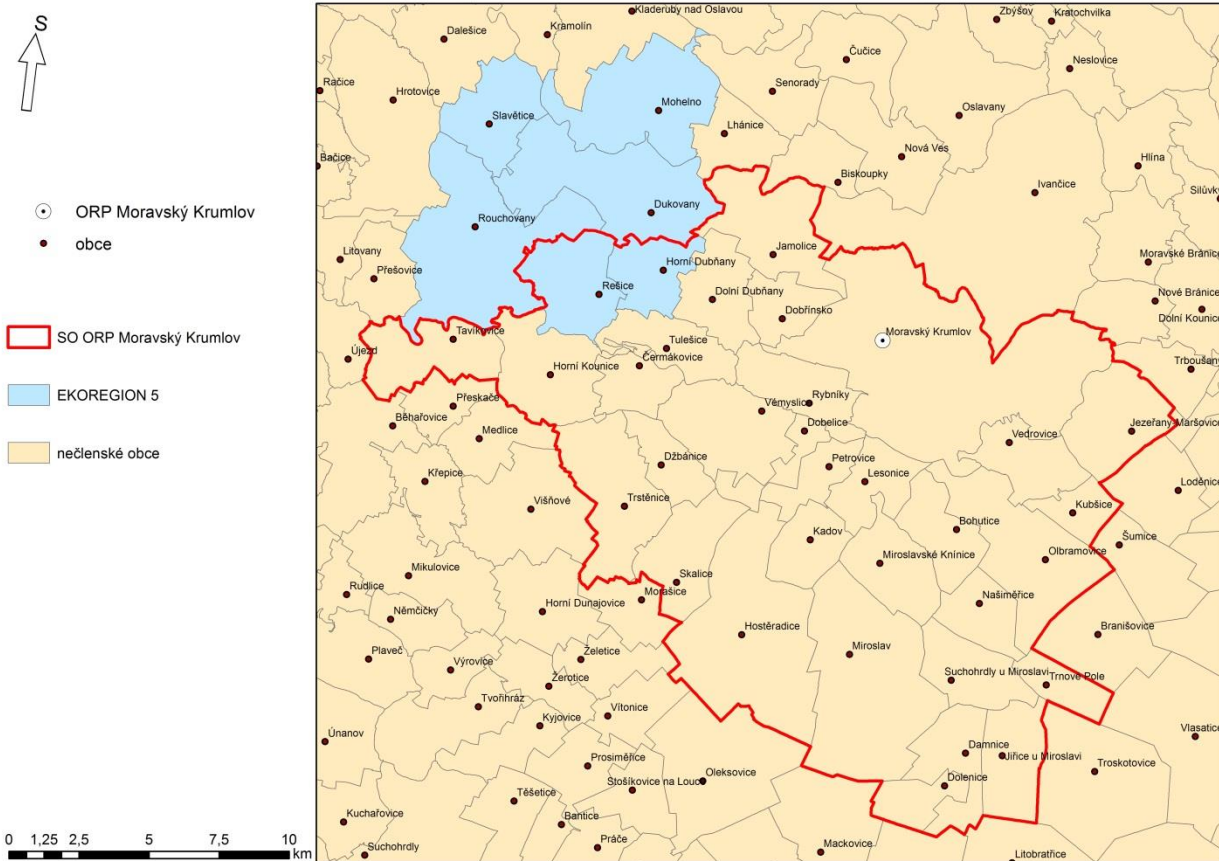 S
ORP Moravský Krumlov
obce
SO ORP Moravský Krumlov
EKOREGION 5
nečlenské obce
0 1,25 2,5 5 7,5 10
km
Kladeruby nad Oslavou
Zbýšov
Kratochvilka
Kramolín
Dalešice
Čučice
Neslovice
Račice
Hrotovice
Senorady
Mohelno
Oslavany
Slavětice
Lhánice
Nová Ves
Bačice
Hlína
Biskoupky
Ivančice
Silůvky
Dukovany
Rouchovany
Jamolice
Litovany
Moravské Bránice
Přešovice
Horní Dubňany
Rešice
Dolní Dubňany
Nové Bránice
Dolní Kounice
Dobřínsko
Tavíkovice
Moravský Krumlov
Tulešice
Újezd
Čermákovice
Trboušany
Horní Kounice
Přeskače
Rybníky
Vémyslice
Běhařovice
Dobelice
Jezeřany-Maršovice
Medlice
Vedrovice
Džbánice
Petrovice
Křepice
Lesonice
Loděnice
Višňové
Trstěnice
Kubšice
Bohutice
Kadov
Šumice
Miroslavské Knínice
Olbramovice
Mikulovice
Skalice
Rudlice
Morašice
Našiměřice
Horní Dunajovice
Němčičky
Hostěradice
Branišovice
Miroslav
Plaveč
Želetice
Výrovice
Suchohrdly u Miroslavi
Trnové Pole
Žerotice
Tvořihráz
Vítonice
Kyjovice
Únanov
Vlasatice
Damnice
Jiřice u Miroslavi
Prosiměřice
Troskotovice
Stošíkovice na Louce
Oleksovice
Dolenice
Těšetice
Kuchařovice
Bantice
Práče
Suchohrdly
Mackovice
Litobratřice